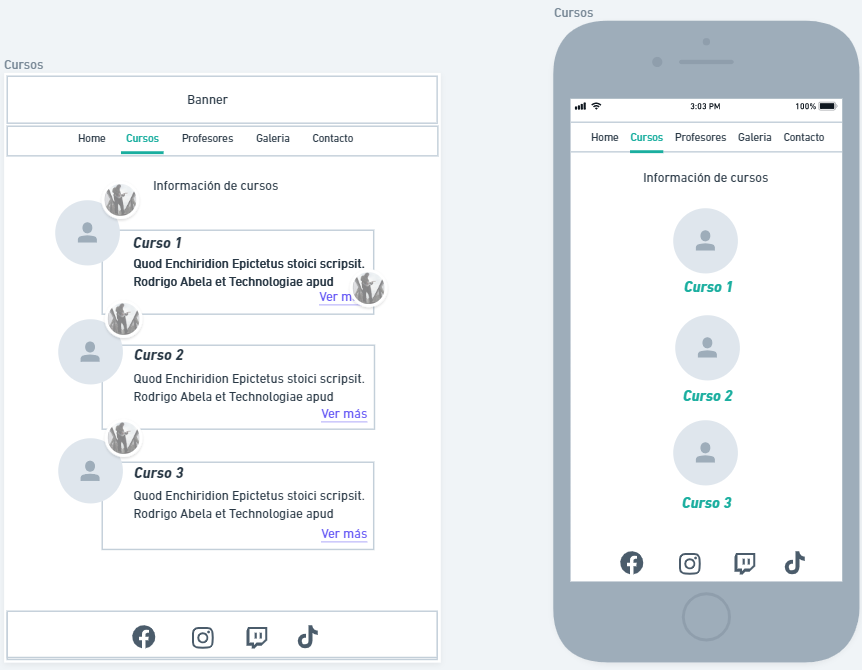 Cursos
Banner
Home Cursos Profesores Galeria Contacto
Información de cursos
Curso 1
Quod Enchiridion Epictetus stoici scripsit.
Rodrigo Abela et Technologiae apud
Ver m
Curso 2
Quod Enchiridion Epictetus stoici scripsit.
Rodrigo Abela et Technologiae apud
Ver más
Curso 3
Quod Enchiridion Epictetus stoici scripsit.
Rodrigo Abela et Technologiae apud
Ver más
Cursos
3:03 PM 100%
Home Cursos Profesores Galeria Contacto
Información de cursos
Curso 1
Curso 2
Curso 3